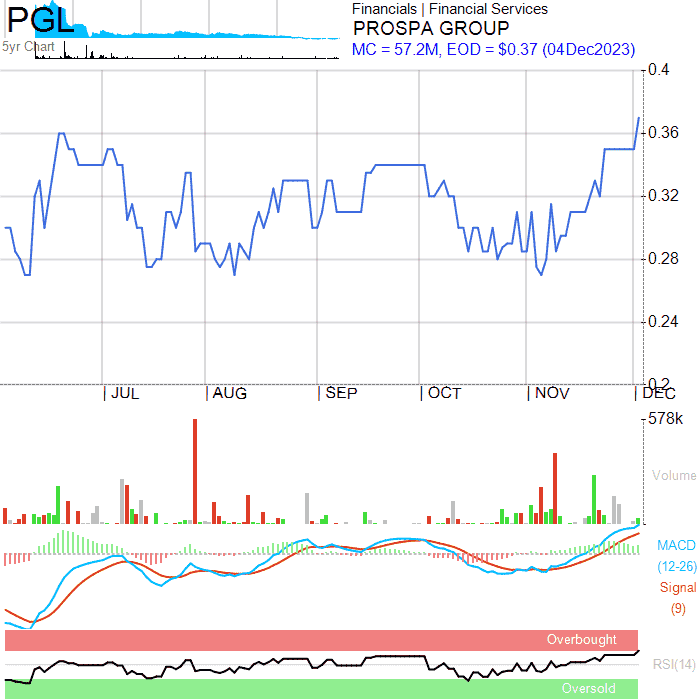 PGL
5yr Chart
Financials | Financial Services
PROSPA GROUP
MC = 57.2M, EOD = $0.37 (04Dec2023)
0.4
0.36
0.32
0.28
0.24
0.2
| JUL | AUG | SEP | OCT | NOV | DEC
578k
Volume
MACD
(12-26)
Signal
(9)
Overbought
RSI(14)
Oversold